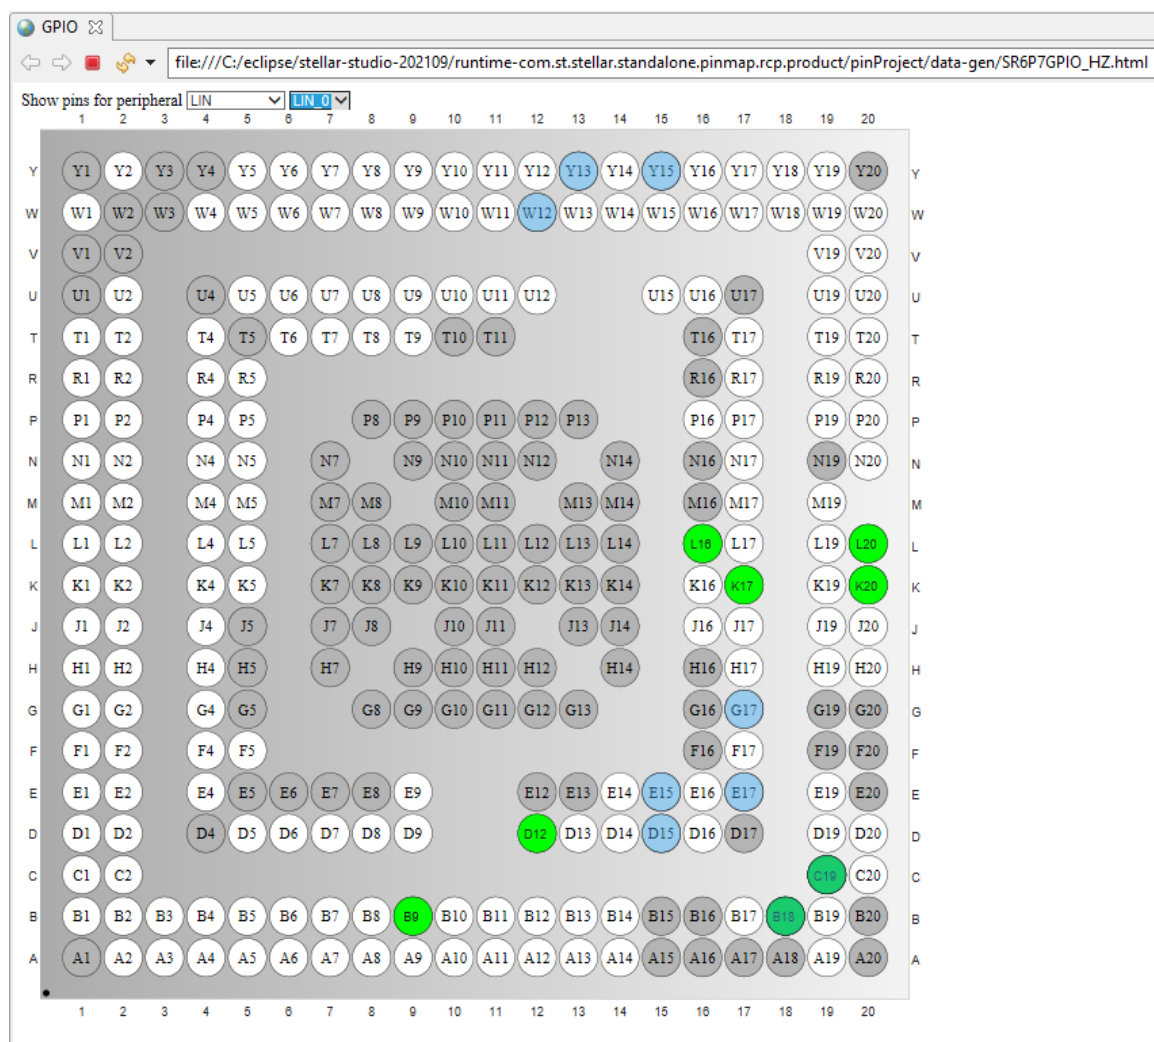 GPIO
file:///C:/eclipse/stellar-studio-202109/runtime-com.st.stellar.standalone.pinmap.rcp.product/pinProject/data-gen/SR6P7GPIO_HZ.html
Show pins for peripheral LIN LIN_0
1 2 3 4 5 6 7 8 9 10 11 12 13 14 15 16 17 18 19 20
Y Y1 Y2 Y3 Y4 Y5 Y6 Y7 Y8 Y9 Y10 Y11 Y12 Y13 Y14 Y15 Y16 Y17 Y18 Y19 Y20 Y
W W1 W2 W3 W4 W5 W6 W7 W8 W9 W10 W11 W12 W13 W14 W15 W16 W17 W18 W19 W20 W
V V1 V2 V19 V20 V
U U1 U2 U4 U5 U6 U7 U8 U9 U10 U11 U12 U15 U16 U17 U19 U20 U
T T1 T2 T4 T5 T6 T7 T8 T9 T10 T11 T16 T17 T19 T20 T
R R1 R2 R4 R5 R16 R17 R19 R20 R
P P1 P2 P4 P5 P8 P9 P10 P11 P12 P13 P16 P17 P19 P20 P
N N1 N2 N4 N5 N7 N9 N10 N11 N12 N14 N16 N17 N19 N20 N
M M1 M2 M4 M5 M7 M8 M10 M11 M13 M14 M16 M17 M19 M
L L1 L2 L4 L5 L7 L8 L9 L10 L11 L12 L13 L14 L16 L17 L19 L20 L
K K1 K2 K4 K5 K7 K8 K9 K10 K11 K12 K13 K14 K16 K17 K19 K20 K
J J1 J2 J4 J5 J7 J8 J10 J11 J13 J14 J16 J17 J19 J20 J
H H1 H2 H4 H5 H7 H9 H10 H11 H12 H14 H16 H17 H19 H20 H
G G1 G2 G4 G5 G8 G9 G10 G11 G12 G13 G16 G17 G19 G20 G
F F1 F2 F4 F5 F16 F17 F19 F20 F
E E1 E2 E4 E5 E6 E7 E8 E9 E12 E13 E14 E15 E16 E17 E19 E20 E
D D1 D2 D4 D5 D6 D7 D8 D9 D12 D13 D14 D15 D16 D17 D19 D20 D
C C1 C2 C19 C20 C
B B1 B2 B3 B4 B5 B6 B7 B8 B9 B10 B11 B12 B13 B14 B15 B16 B17 B18 B19 B20 B
A A1 A2 A3 A4 A5 A6 A7 A8 A9 A10 A11 A12 A13 A14 A15 A16 A17 A18 A19 A20 A
1 2 3 4 5 6 7 8 9 10 11 12 13 14 15 16 17 18 19 20